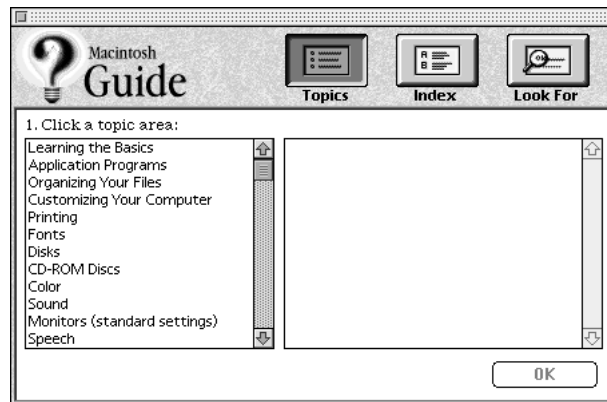 Macintosh
Guide
Topics
Index
Look For
1. Click a topic area:
Learning the Basics
Application Programs
Organizing Your Files
Customizing Your Computer
Printing
Fonts
Disks
CD-ROM Discs
Color
Sound
Monitors (standard settings)
Speech
OK